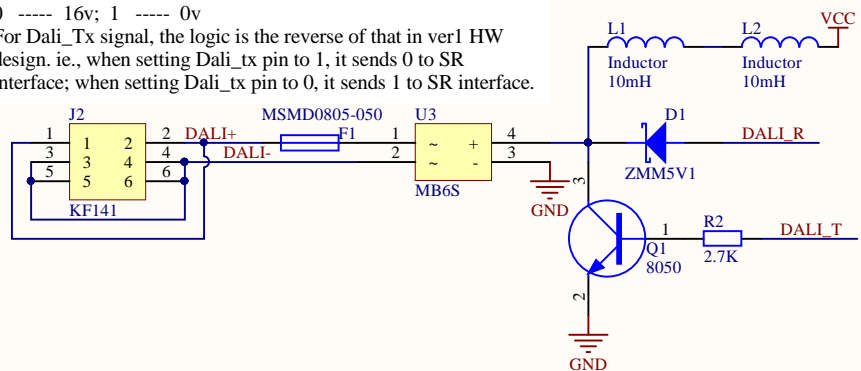 0 ----- 16v; 1 ----- 0v
For Dali_Tx signal, the logic is the reverse of that in ver1 HW
design. ie., when setting Dali_tx pin to 1, it sends 0 to SR
interface; when setting Dali_tx pin to 0, it sends 1 to SR interface.
VCC
L1
Inductor
10mH
L2
Inductor
10mH
J2
1
3
5
1 2
3 4
5 6
2
4
6
KF141
DALI+
DALI-
MSMD0805-050
F1
U3
1
2
~ +
~ -
4
3
MB6S
GND
D1
ZMM5V1
DALI_R
3
1
2
Q1
8050
R2
2.7K
DALI_T
GND